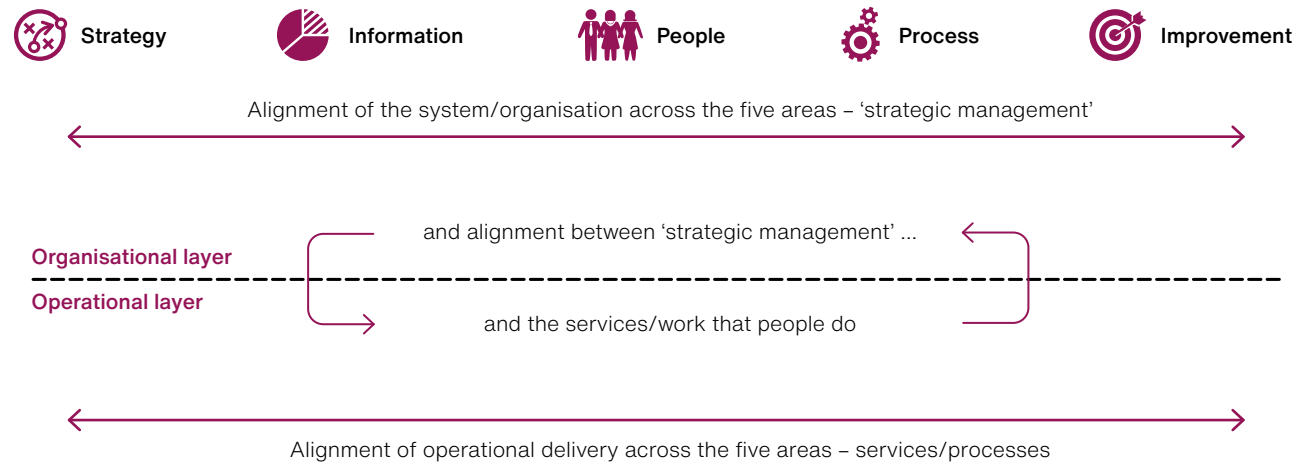 Strategy
Information
People
Process
Improvement
Alignment of the system/organisation across the five areas – ‘strategic management’
and alignment between ‘strategic management’ ...
Organisational layer
Operational layer
and the services/work that people do
Alignment of operational delivery across the five areas – services/processes